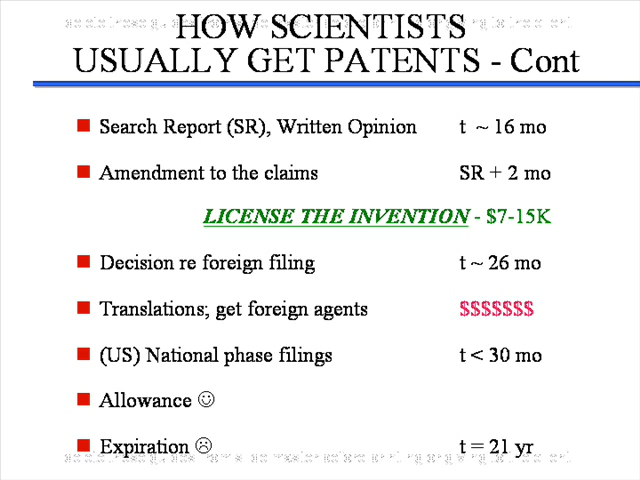 HOW SCIENTISTS
USUALLY GET PATENTS - Cont
Search Report (SR), Written Opinion t ~ 16 mo
Amendment to the claims SR + 2 mo
LICENSE THE INVENTION - $7-15K
Decision re foreign filing t ~ 26 mo
Translations; get foreign agents $$$$$$$
(US) National phase filings t < 30 mo
Allowance ☺
Expiration ☹ t = 21 yr